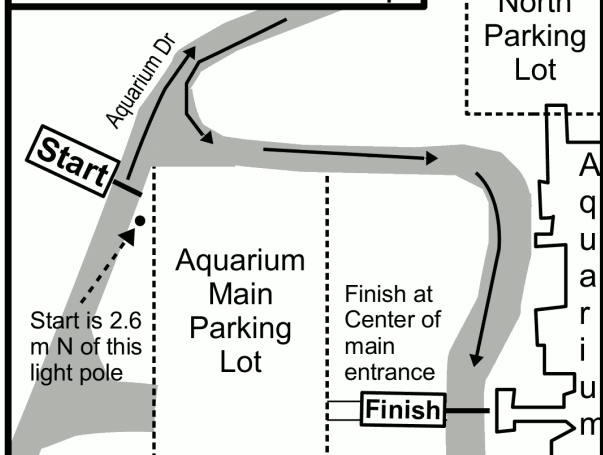 North
Parking
Lot
Aquarium Dr
Start
Aquarium
Main
Parking
Lot
Start is 2.6
m N of this
light pole
Finish at
Center of
main
entrance
Finish
Aquarium